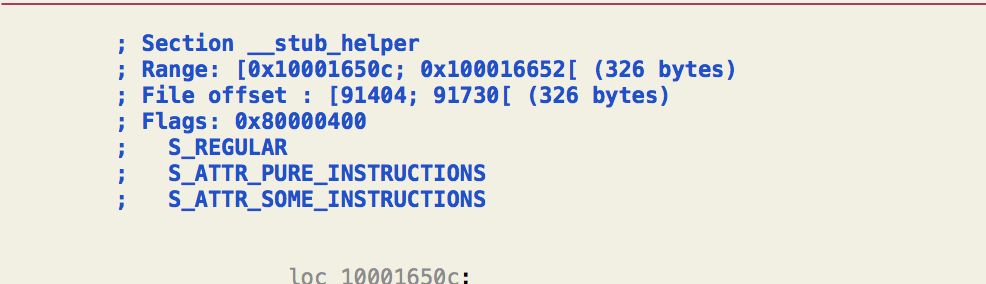 ; Section __stub_helper
; Range: [0x10001650c; 0x100016652[ (326 bytes)
; File offset : [91404; 91730[ (326 bytes)
; Flags: 0x80000400
;   S_REGULAR
;   S_ATTR_PURE_INSTRUCTIONS
;   S_ATTR_SOME_INSTRUCTIONS
loc_10001650c: